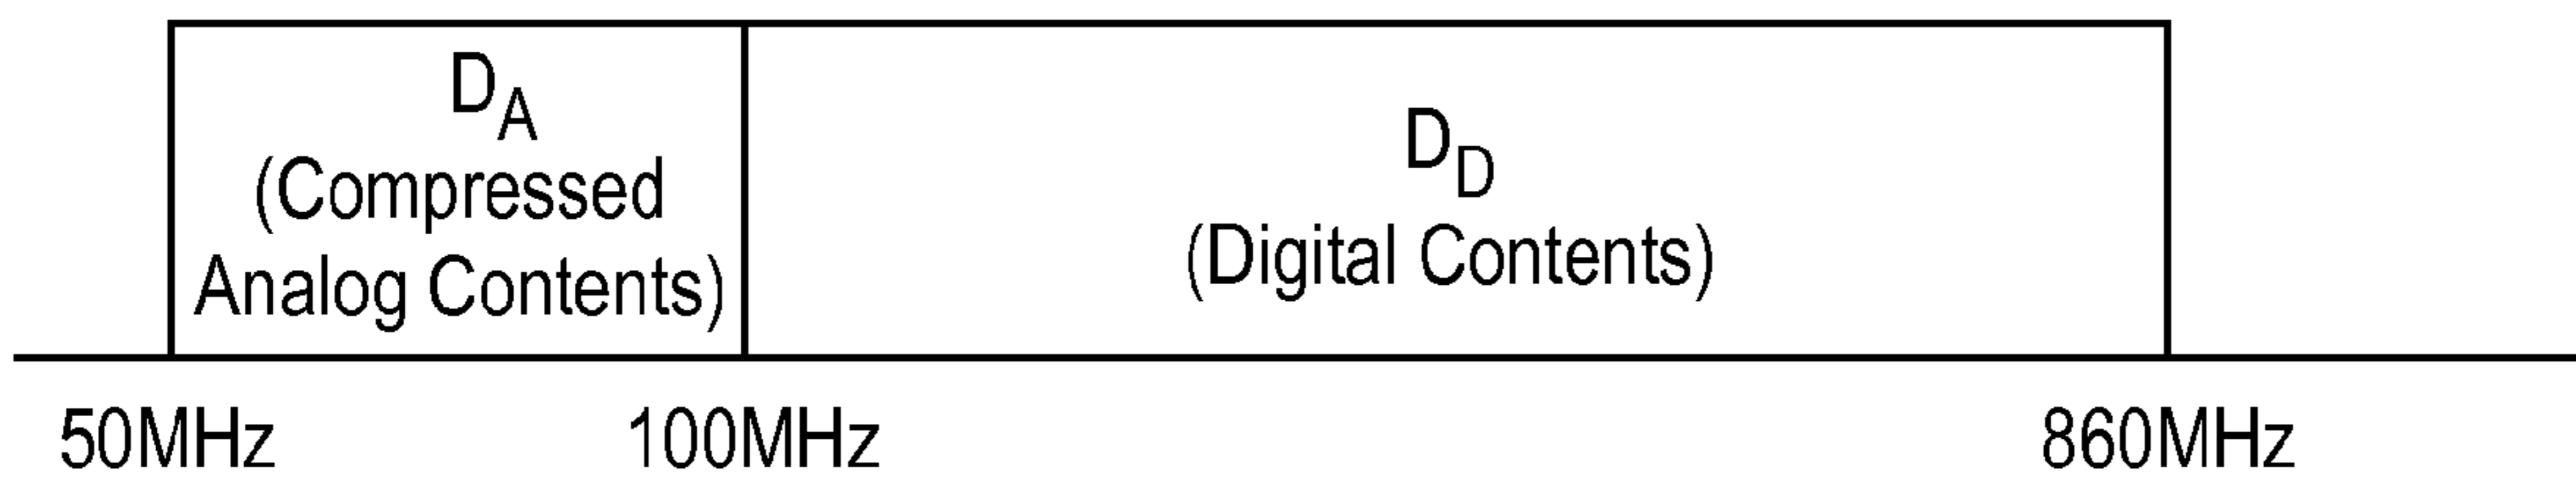 D_A
(Compressed
Analog Contents)
D_D
(Digital Contents)
50MHz 100MHz 860MHz